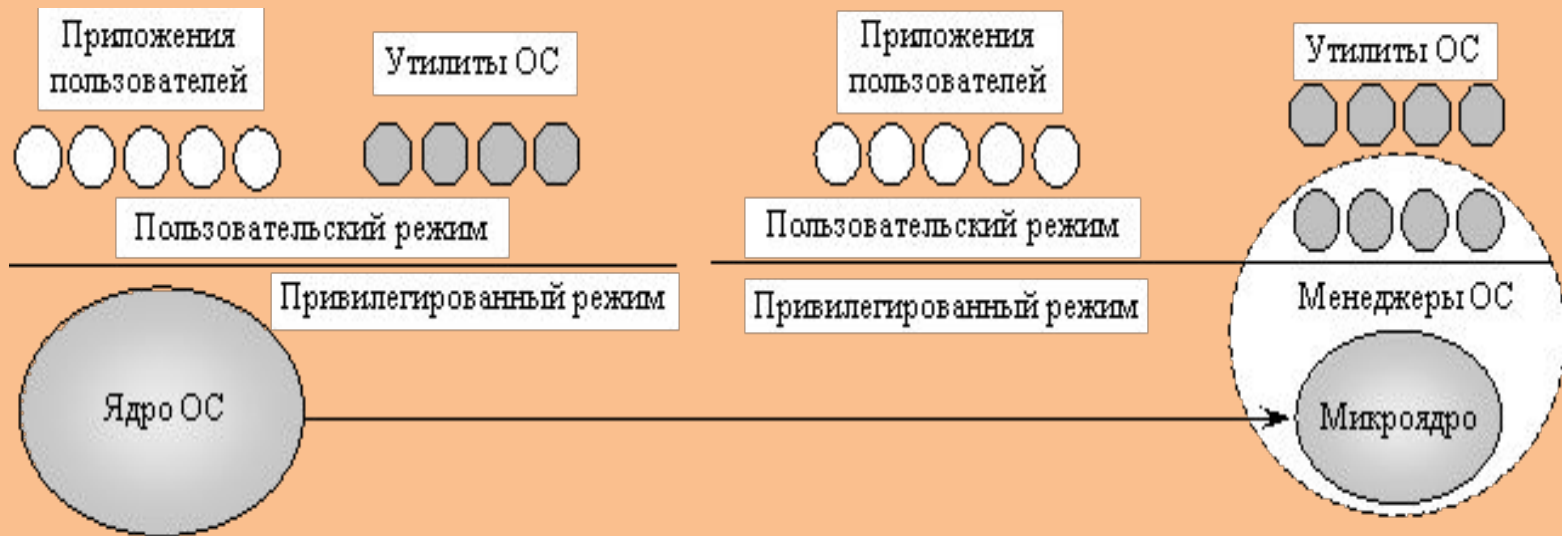 Приложения
пользователей
Утилиты ОС
Пользовательский режим
Привилегированный режим
Ядро ОС
Приложения
пользователей
Утилиты ОС
Пользовательский режим
Привилегированный режим
Менеджеры ОС
Микроядро